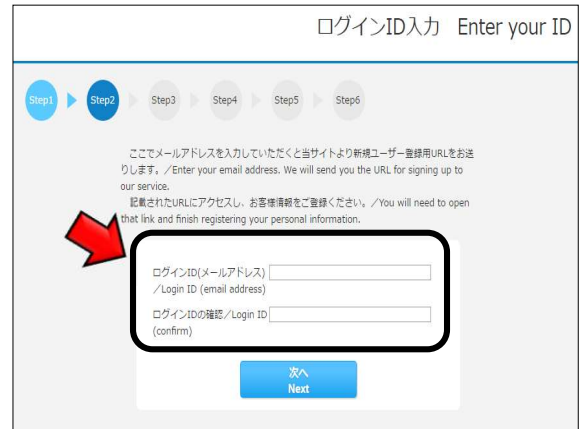 ログインID入力 Enter your ID
Step1 Step2 Step3 Step4 Step5 Step6
ここでメールアドレスを入力していただくと当サイトより新規ユーザー登録用URLをお送
りします。／Enter your email address. We will send you the URL for signing up to
our service.
記載されたURLにアクセスし、お客様情報をご登録ください。／You will need to open
that link and finish registering your personal information.
ログインID(メールアドレス)
／Login ID (email address)
ログインIDの確認／Login ID
(confirm)
次へ
Next